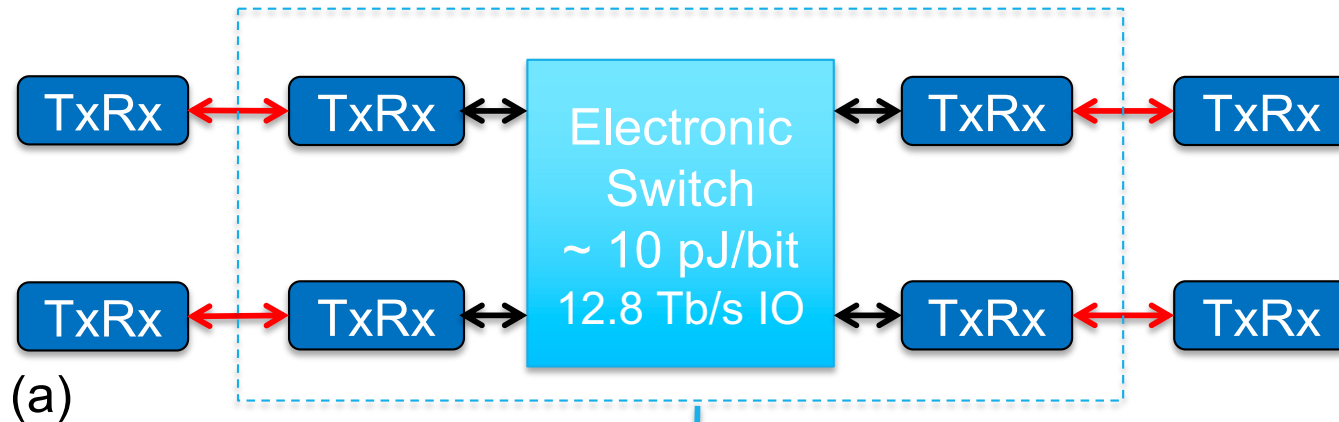 TxRx TxRx TxRx TxRx
Electronic
Switch
~ 10 pJ/bit
12.8 Tb/s IO
TxRx TxRx TxRx TxRx
(a)